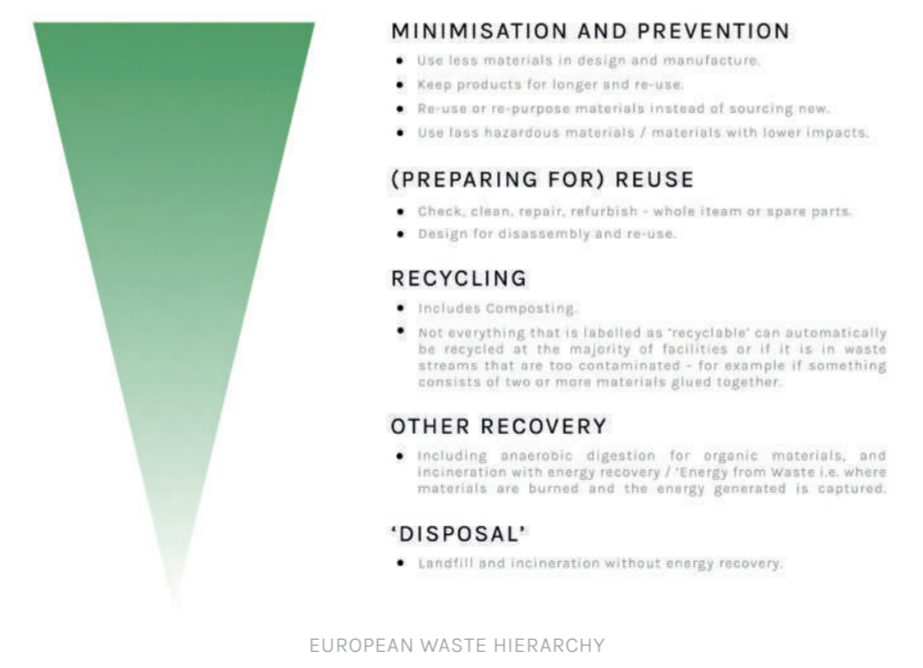 MINIMISATION AND PREVENTION
• Use less materials in design and manufacture.
• Keep products for longer and re-use.
• Re-use or re-purpose materials instead of sourcing new.
• Use lass hazardous materials / materials with lower impacts.
(PREPARING FOR) REUSE
• Check, clean, repair, refurbish - whole iteam or spare parts.
• Design for disassembly and re-use.
RECYCLING
• Includes Composting.
• Not everything that is labelled as 'recyclable' can automatically
be recycled at the majority of facilities or if it is in waste
streams that are too contaminated - for example if something
consists of two or more materials glued together.
OTHER RECOVERY
• Including anaerobic digestion for organic materials, and
incineration with energy recovery / 'Energy from Waste i.e. where
materials are burned and the energy generated is captured.
‘DISPOSAL’
• Landfill and incineration without energy recovery.
EUROPEAN WASTE HIERARCHY